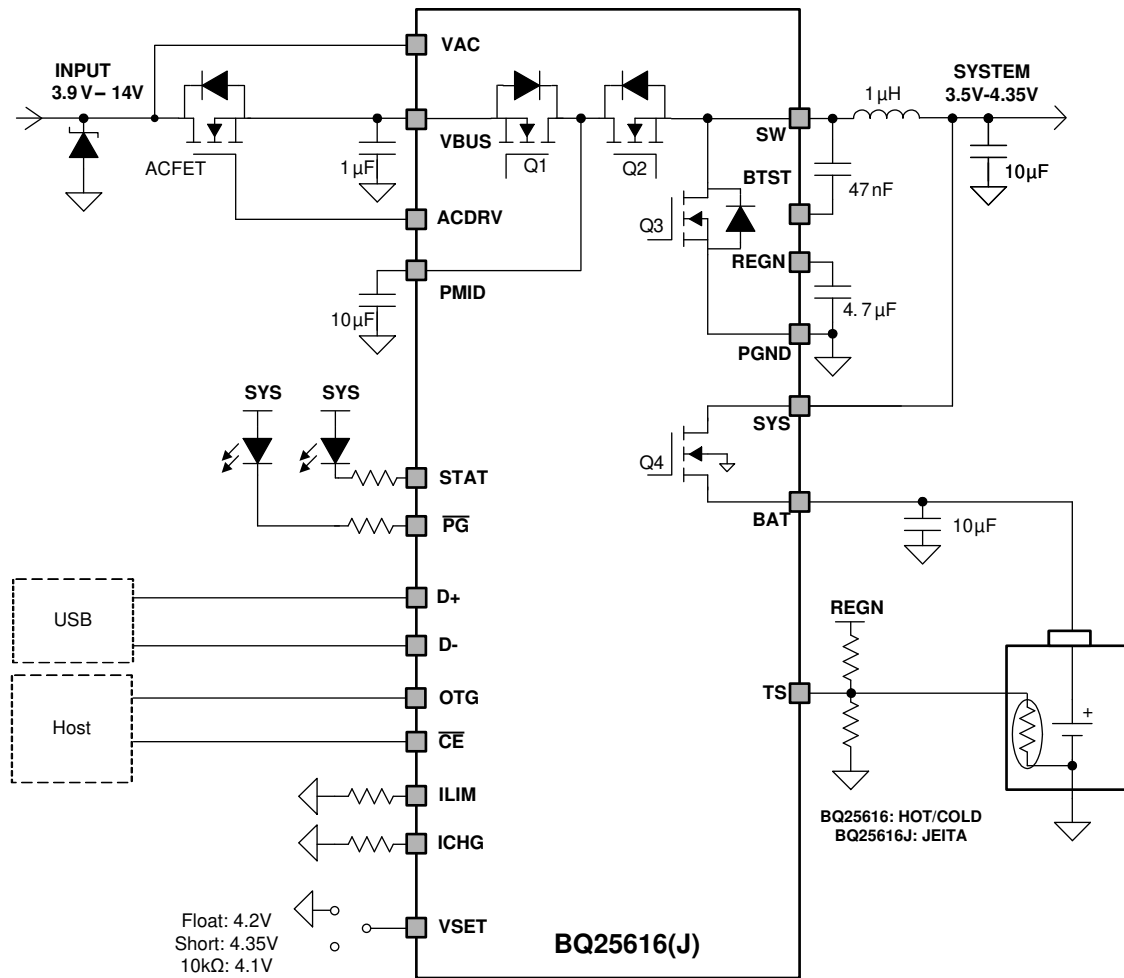 VAC
INPUT
3.9 V – 14V
SYSTEM
3.5V-4.35V
1 µH
VBUS
Q1
Q2
SW
ACFET
1 µF
10µF
BTST
47 nF
ACDRV
Q3
REGN
PMID
10µF
4. 7 µF
PGND
SYS
SYS
SYS
Q4
STAT
BAT
PG
10µF
D+
REGN
USB
D-
TS
OTG
+
Host
CE
ILIM
BQ25616: HOT/COLD
BQ25616J: JEITA
ICHG
Float: 4.2V
Short: 4.35V
10kΩ: 4.1V
VSET
BQ25616(J)